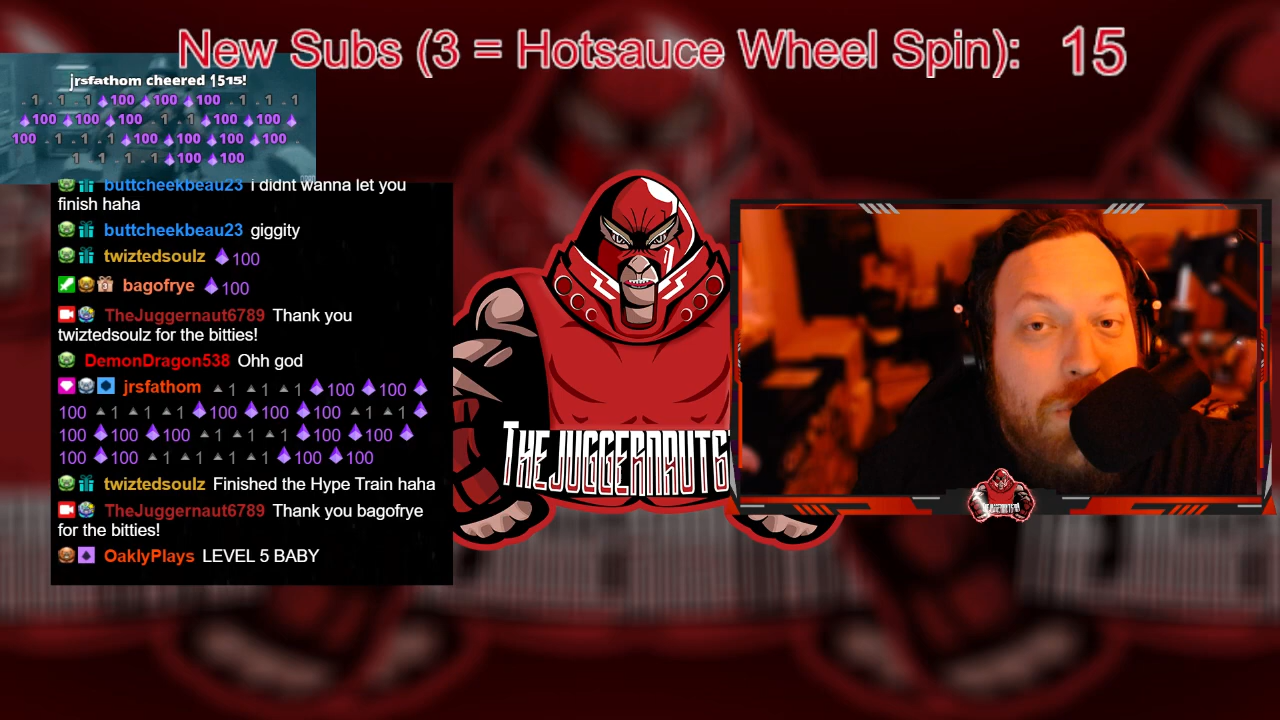 New Subs (3 = Hotsauce Wheel Spin): 15
jrsfathom cheered 1515!
. 1 . 1 . 1 100 100 100 . 1 . 1 . 1
100 100 100 . 1 . 1 100 100
100 . 1 . 1 . 1 100 100 100 100 .
1 . 1 . 1 . 1 100 100
buttcheekbeau23 i didnt wanna let you
finish haha
buttcheekbeau23 giggity
twiztedsoulz 100
bagofrye 100
TheJuggernaut6789 Thank you
twiztedsoulz for the bitties!
DemonDragon538 Ohh god
jrsfathom 1 1 1 100 100
100 1 1 1 100 100 100 1 1
100 100 100 1 1 1 100 100
100 100 1 1 1 1 100 100
twiztedsoulz Finished the Hype Train haha
TheJuggernaut6789 Thank you bagofrye
for the bitties!
OaklyPlays LEVEL 5 BABY
THEJUGGERNAUT6